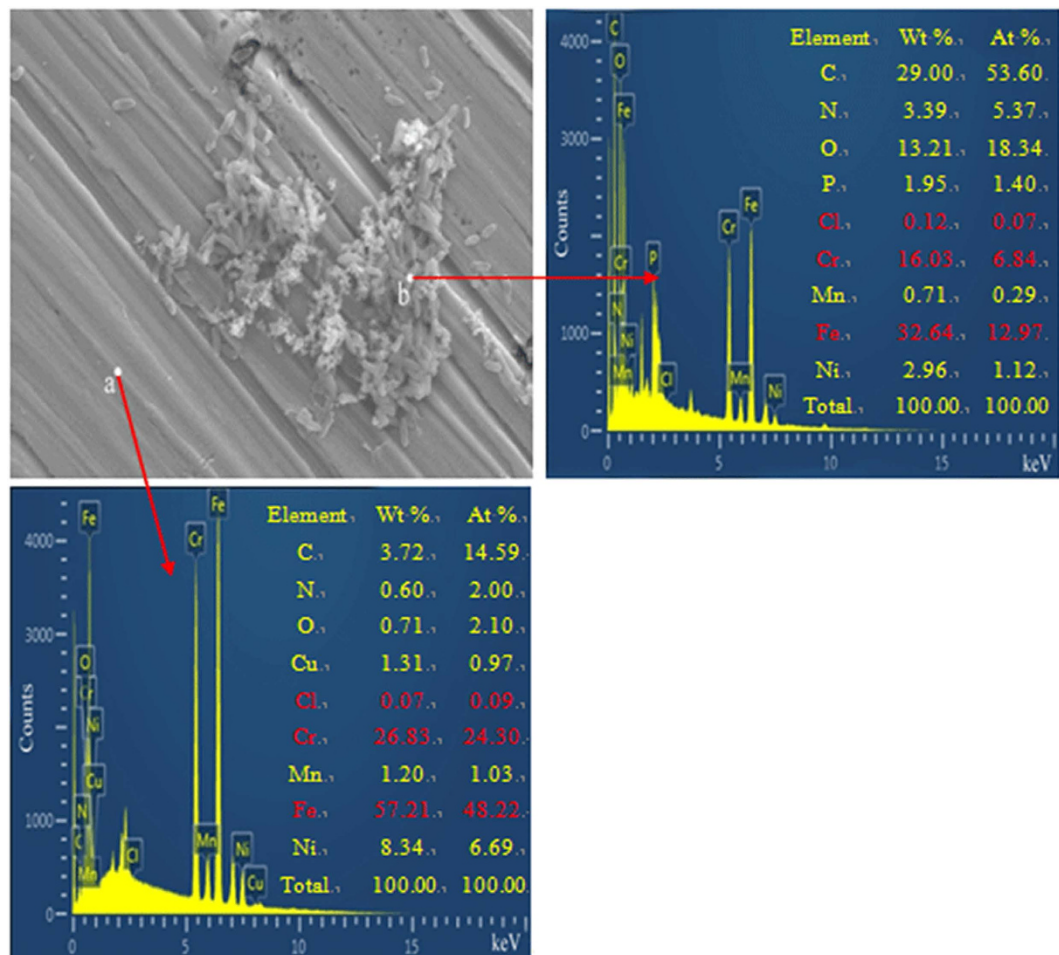 a
b
Counts
4000
3000
1000
0
0
5
10
15
keV
C
O
Fe
Cr
N
Ni
Mn
P
Cl
Cr
Mn
Fe
Ni
Element Wt·% At·%
C 29.00 53.60
N 3.39 5.37
O 13.21 18.34
P 1.95 1.40
Cl 0.12 0.07
Cr 16.03 6.84
Mn 0.71 0.29
Fe 32.64 12.97
Ni 2.96 1.12
Total 100.00 100.00
Counts
4000
3000
1000
0
0
5
10
15
keV
Fe
O
Cr
Ni
Cu
N
C
Mn
Cl
Cr
Mn
Fe
Ni
Cu
Element Wt·% At·%
C 3.72 14.59
N 0.60 2.00
O 0.71 2.10
Cu 1.31 0.97
Cl 0.07 0.09
Cr 26.83 24.30
Mn 1.20 1.03
Fe 57.21 48.22
Ni 8.34 6.69
Total 100.00 100.00